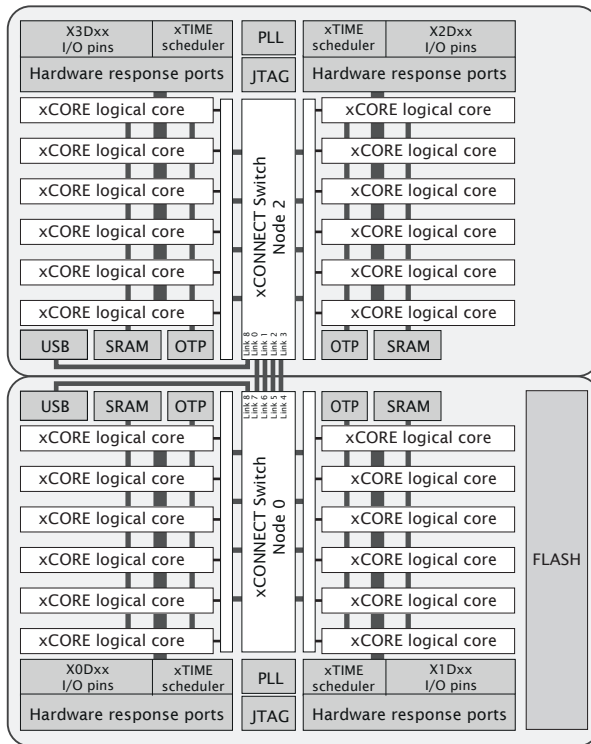 X3Dxx
I/O pins
xTIME
scheduler
PLL
xTIME
scheduler
X2Dxx
I/O pins
Hardware response ports
JTAG
Hardware response ports
xCORE logical core
xCORE logical core
xCORE logical core
xCORE logical core
xCORE logical core
xCORE logical core
xCONNECT Switch
Node 2
xCORE logical core
xCORE logical core
xCORE logical core
xCORE logical core
xCORE logical core
xCORE logical core
USB
SRAM
OTP
Link 8
Link 0
Link 1
Link 2
Link 3
OTP
SRAM
USB
SRAM
OTP
Link 8
Link 7
Link 6
Link 5
Link 4
OTP
SRAM
xCORE logical core
xCORE logical core
xCORE logical core
xCORE logical core
xCORE logical core
xCORE logical core
xCONNECT Switch
Node 0
xCORE logical core
xCORE logical core
xCORE logical core
xCORE logical core
xCORE logical core
xCORE logical core
FLASH
X0Dxx
I/O pins
xTIME
scheduler
PLL
xTIME
scheduler
X1Dxx
I/O pins
Hardware response ports
JTAG
Hardware response ports